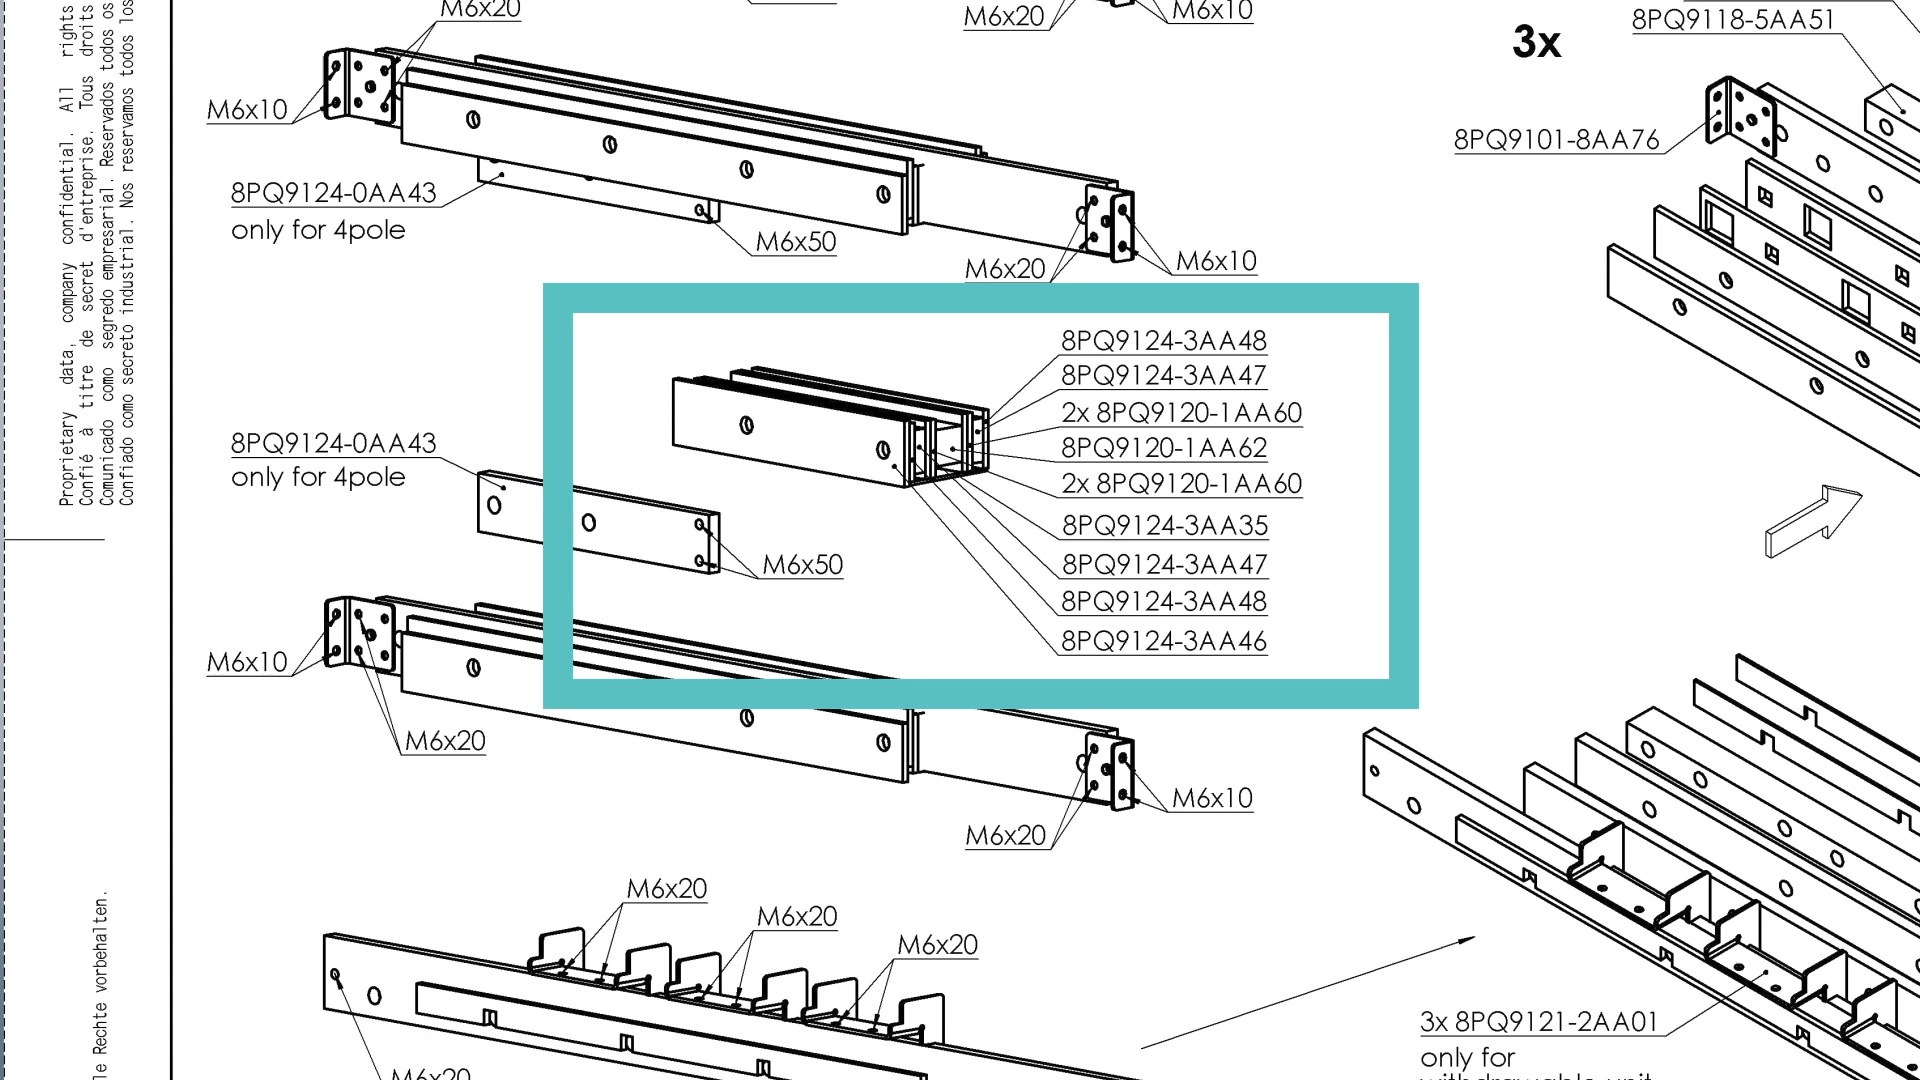 Proprietary data, company confidential. All rights
Confié à titre de secret d'entreprise. Tous droits
Comunicado como segredo empresarial. Reservados todos os
Confiado como secreto industrial. Nos reservamos todos los
le Rechte vorbehalten.
M6x20
M6x20
M6x10
3x
8PQ9118-5AA51
M6x10
8PQ9101-8AA76
8PQ9124-0AA43
only for 4pole
M6x50
M6x20
M6x10
8PQ9124-3AA48
8PQ9124-3AA47
2x 8PQ9120-1AA60
8PQ9120-1AA62
2x 8PQ9120-1AA60
8PQ9124-3AA35
8PQ9124-3AA47
8PQ9124-3AA48
8PQ9124-3AA46
8PQ9124-0AA43
only for 4pole
M6x50
M6x10
M6x20
M6x10
M6x20
M6x20
M6x20
M6x20
3x 8PQ9121-2AA01
only for
withdrawable unit
M6x20